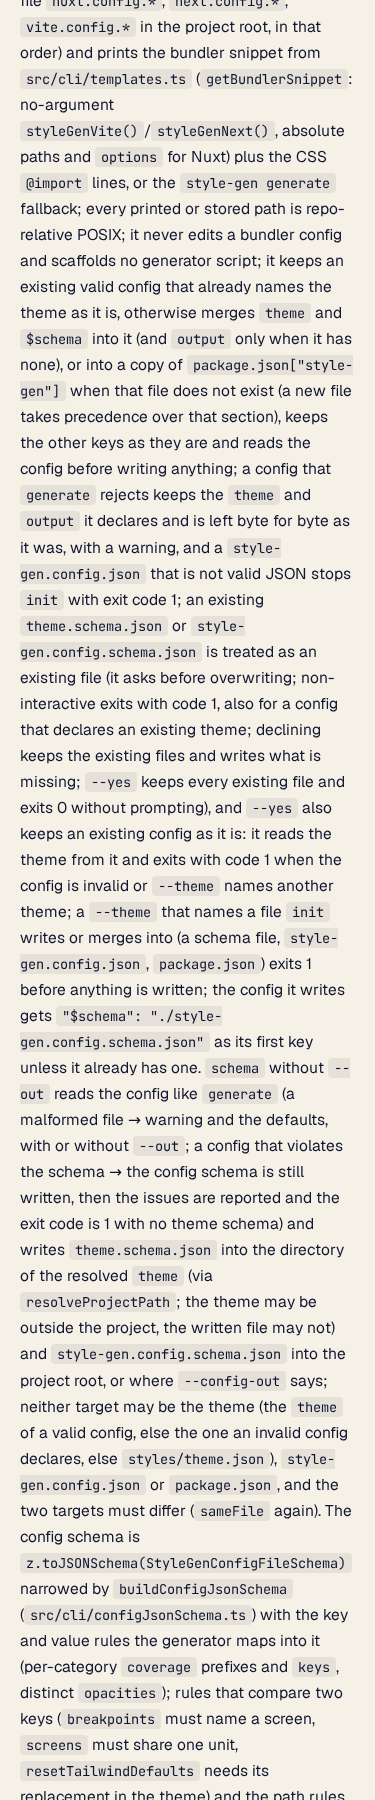 file nuxt.config.*, next.config.*,
vite.config.* in the project root, in that
order) and prints the bundler snippet from
src/cli/templates.ts ( getBundlerSnippet :
no-argument
styleGenVite() / styleGenNext() , absolute
paths and options for Nuxt) plus the CSS
@import lines, or the style-gen generate
fallback; every printed or stored path is repo-
relative POSIX; it never edits a bundler config
and scaffolds no generator script; it keeps an
existing valid config that already names the
theme as it is, otherwise merges theme and
$schema into it (and output only when it has
none), or into a copy of package.json["style-
gen"] when that file does not exist (a new file
takes precedence over that section), keeps
the other keys as they are and reads the
config before writing anything; a config that
generate rejects keeps the theme and
output it declares and is left byte for byte as
it was, with a warning, and a style-
gen.config.json that is not valid JSON stops
init with exit code 1; an existing
theme.schema.json or style-
gen.config.schema.json is treated as an
existing file (it asks before overwriting; non-
interactive exits with code 1, also for a config
that declares an existing theme; declining
keeps the existing files and writes what is
missing; --yes keeps every existing file and
exits 0 without prompting), and --yes also
keeps an existing config as it is: it reads the
theme from it and exits with code 1 when the
config is invalid or --theme names another
theme; a --theme that names a file init
writes or merges into (a schema file, style-
gen.config.json , package.json ) exits 1
before anything is written; the config it writes
gets "$schema": "./style-
gen.config.schema.json" as its first key
unless it already has one. schema without --
out reads the config like generate (a
malformed file → warning and the defaults,
with or without --out ; a config that violates
the schema → the config schema is still
written, then the issues are reported and the
exit code is 1 with no theme schema) and
writes theme.schema.json into the directory
of the resolved theme (via
resolveProjectPath ; the theme may be
outside the project, the written file may not)
and style-gen.config.schema.json into the
project root, or where --config-out says;
neither target may be the theme (the theme
of a valid config, else the one an invalid config
declares, else styles/theme.json ), style-
gen.config.json or package.json , and the
two targets must differ ( sameFile again). The
config schema is
z.toJSONSchema(StyleGenConfigFileSchema)
narrowed by buildConfigJsonSchema
( src/cli/configJsonSchema.ts ) with the key
and value rules the generator maps into it
(per-category coverage prefixes and keys ,
distinct opacities ); rules that compare two
keys ( breakpoints must name a screen,
screens must share one unit,
resetTailwindDefaults needs its
replacement in the theme) and the path rules